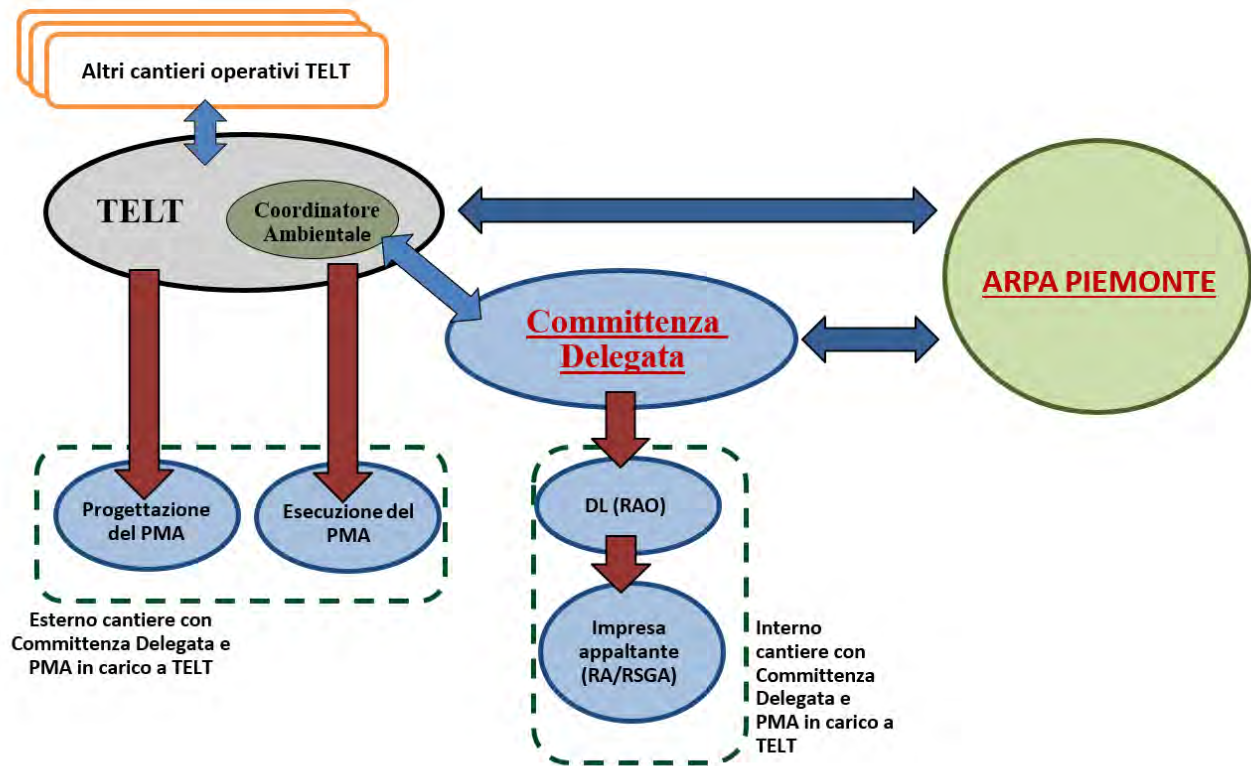 Altri cantieri operativi TELT
TELT
Coordinatore
Ambientale
Committenza
Delegata
ARPA PIEMONTE
Progettazione
del PMA
Esecuzione del
PMA
DL (RAO)
Impresa
appaltante
(RA/RSGA)
Esterno cantiere con
Committenza Delegata e
PMA in carico a TELT
Interno
cantiere con
Committenza
Delegata e
PMA in carico a
TELT